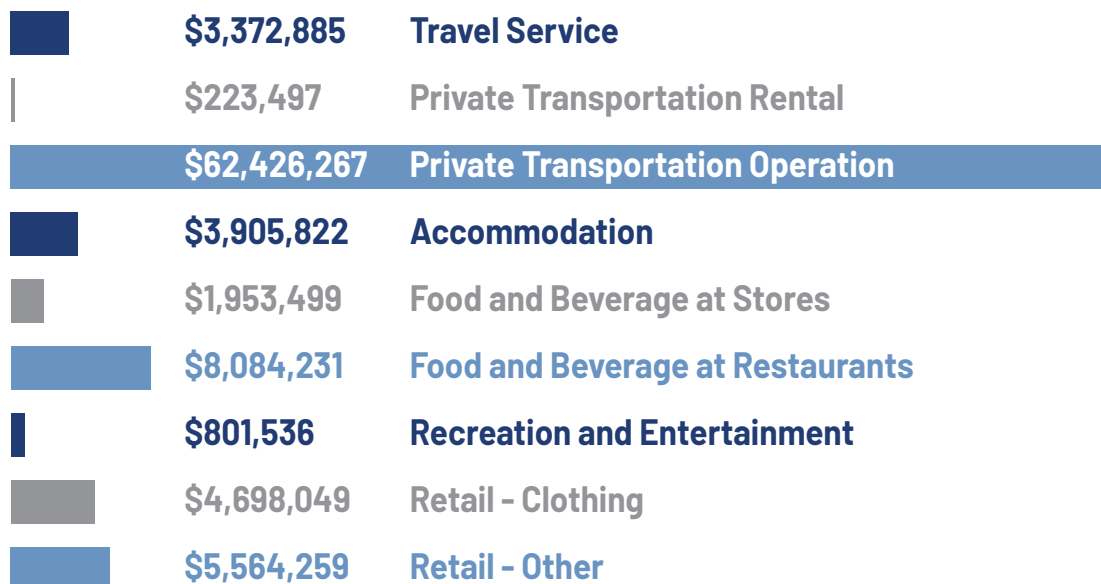 $3,372,885 Travel Service
$223,497 Private Transportation Rental
$62,426,267 Private Transportation Operation
$3,905,822 Accommodation
$1,953,499 Food and Beverage at Stores
$8,084,231 Food and Beverage at Restaurants
$801,536 Recreation and Entertainment
$4,698,049 Retail - Clothing
$5,564,259 Retail - Other